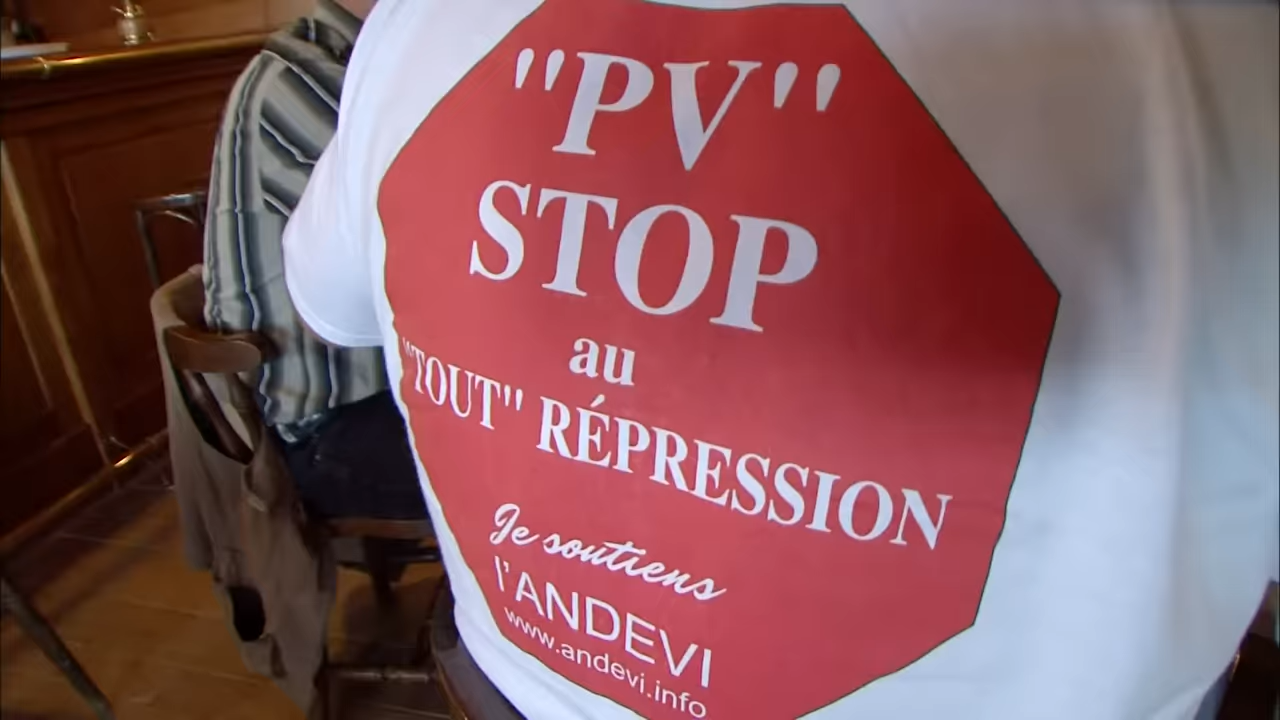 "PV"
STOP
au
"TOUT" RÉPRESSION
Je soutiens
l'ANDEVI
www.andevi.info